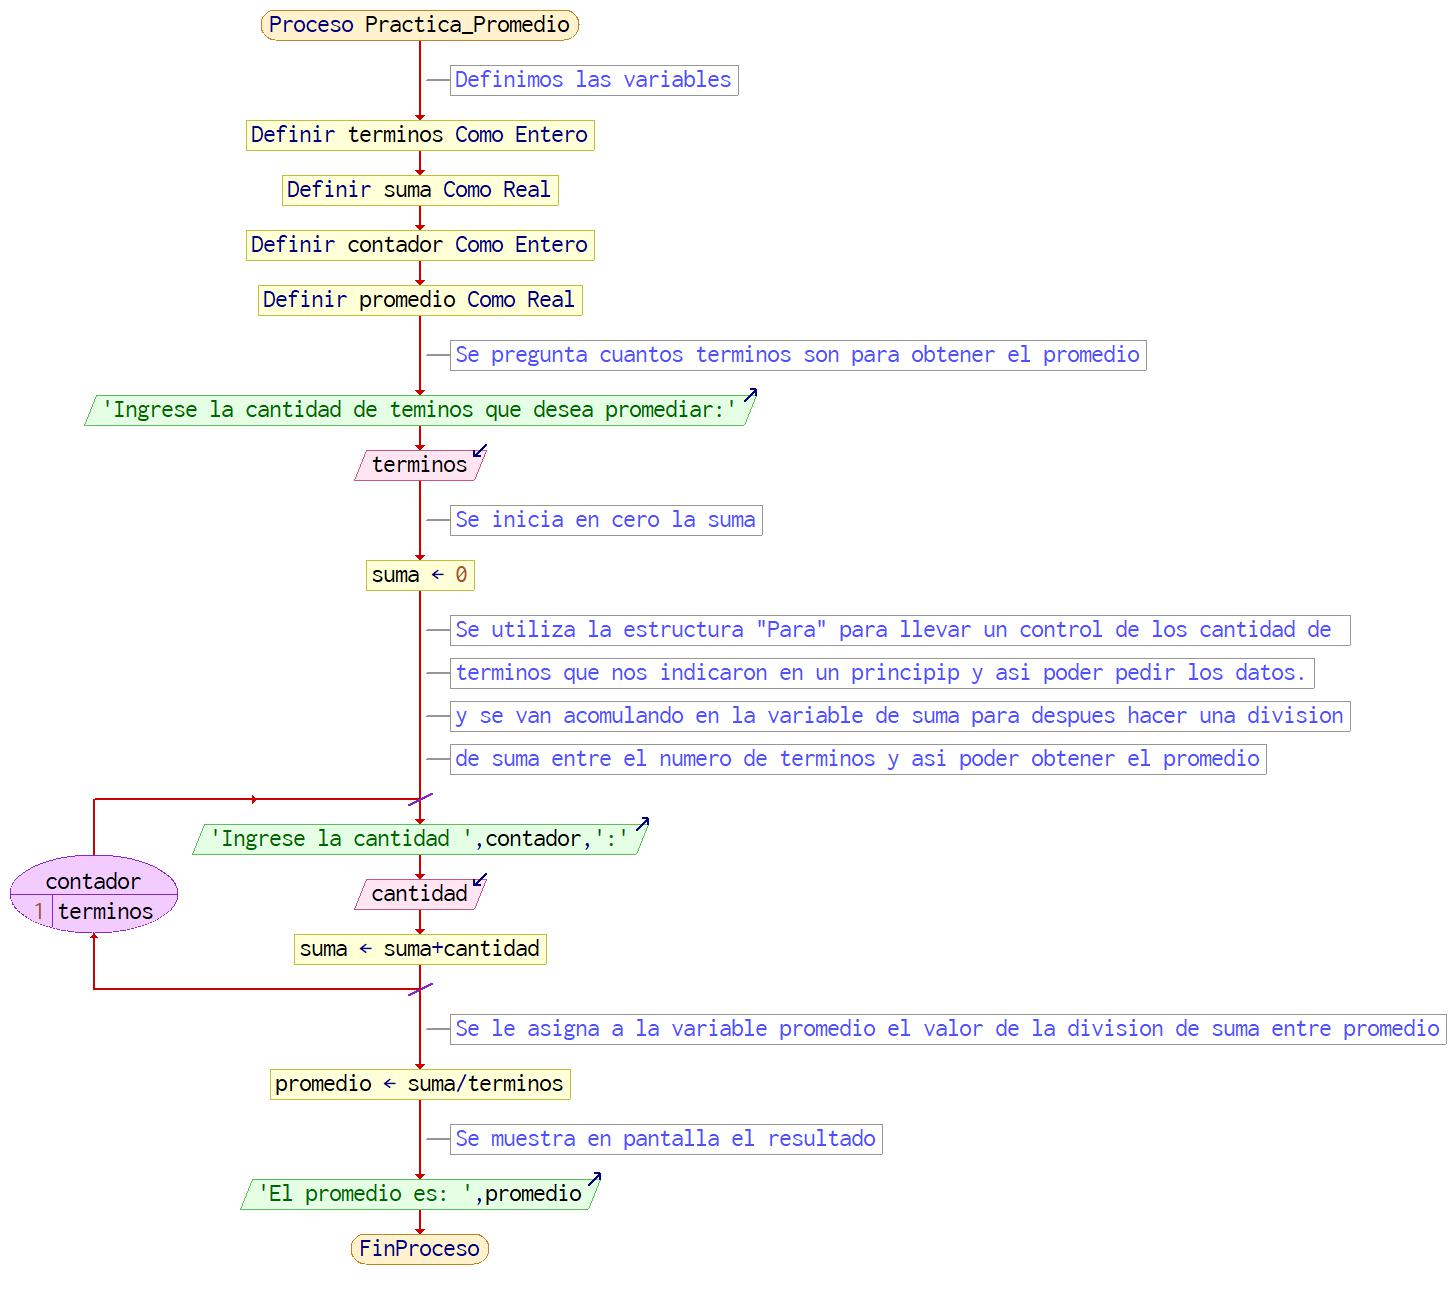 Proceso Practica_Promedio
Definimos las variables
Definir terminos Como Entero
Definir suma Como Real
Definir contador Como Entero
Definir promedio Como Real
Se pregunta cuantos terminos son para obtener el promedio
'Ingrese la cantidad de teminos que desea promediar:'
terminos
Se inicia en cero la suma
suma ← 0
Se utiliza la estructura "Para" para llevar un control de los cantidad de
terminos que nos indicaron en un principip y asi poder pedir los datos.
y se van acomulando en la variable de suma para despues hacer una division
de suma entre el numero de terminos y asi poder obtener el promedio
'Ingrese la cantidad ',contador,':'
contador
1 terminos
cantidad
suma ← suma+cantidad
Se le asigna a la variable promedio el valor de la division de suma entre promedio
promedio ← suma/terminos
Se muestra en pantalla el resultado
'El promedio es: ',promedio
FinProceso